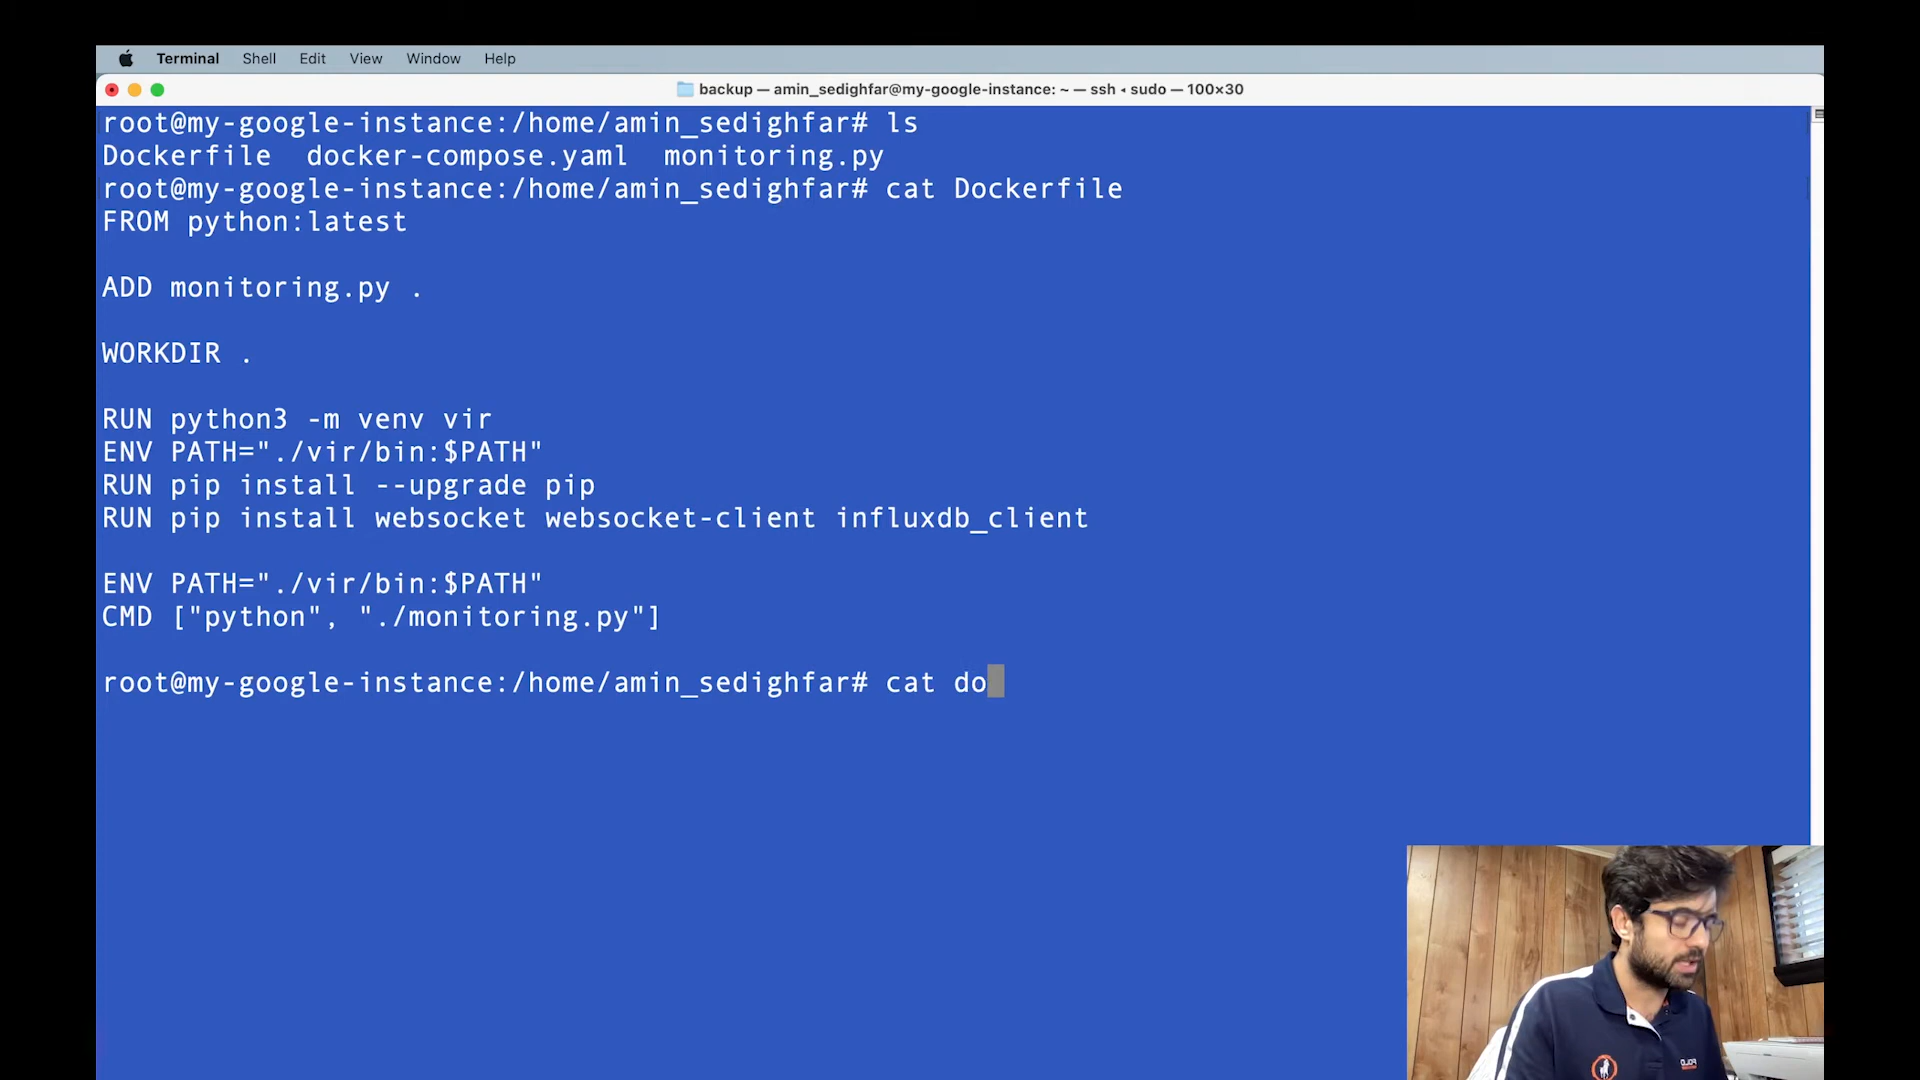 Terminal Shell Edit View Window Help
backup — amin_sedighfar@my-google-instance: ~ — ssh ◂ sudo — 100×30
root@my-google-instance:/home/amin_sedighfar# ls
Dockerfile  docker-compose.yaml  monitoring.py
root@my-google-instance:/home/amin_sedighfar# cat Dockerfile
FROM python:latest
ADD monitoring.py .
WORKDIR .
RUN python3 -m venv vir
ENV PATH="./vir/bin:$PATH"
RUN pip install --upgrade pip
RUN pip install websocket websocket-client influxdb_client
ENV PATH="./vir/bin:$PATH"
CMD ["python", "./monitoring.py"]
root@my-google-instance:/home/amin_sedighfar# cat do